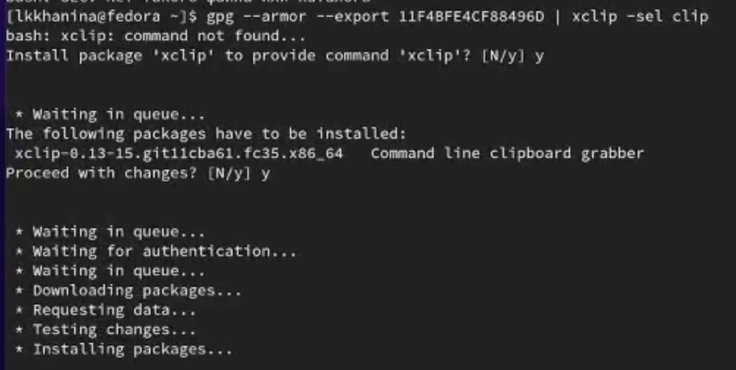 [lkkhanina@fedora ~]$ gpg --armor --export 11F4BFE4CF88496D | xclip -sel clip
bash: xclip: command not found...
Install package 'xclip' to provide command 'xclip'? [N/y] y
* Waiting in queue...
The following packages have to be installed:
xclip-0.13-15.git11cba61.fc35.x86_64 Command line clipboard grabber
Proceed with changes? [N/y] y
* Waiting in queue...
* Waiting for authentication...
* Waiting in queue...
* Downloading packages...
* Requesting data...
* Testing changes...
* Installing packages...